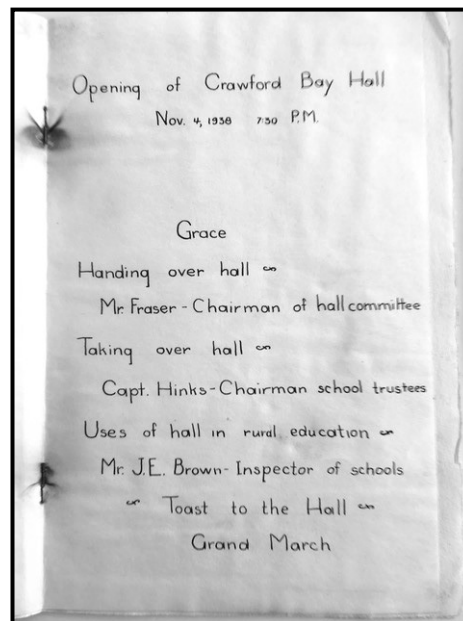 Opening of Crawford Bay Hall
Nov. 4, 1938 7:30 P.M.
Grace
Handing over hall ~
Mr. Fraser - Chairman of hall committee
Taking over hall ~
Capt. Hinks - Chairman school trustees
Uses of hall in rural education ~
Mr. J.E. Brown - Inspector of schools
~ Toast to the Hall ~
Grand March